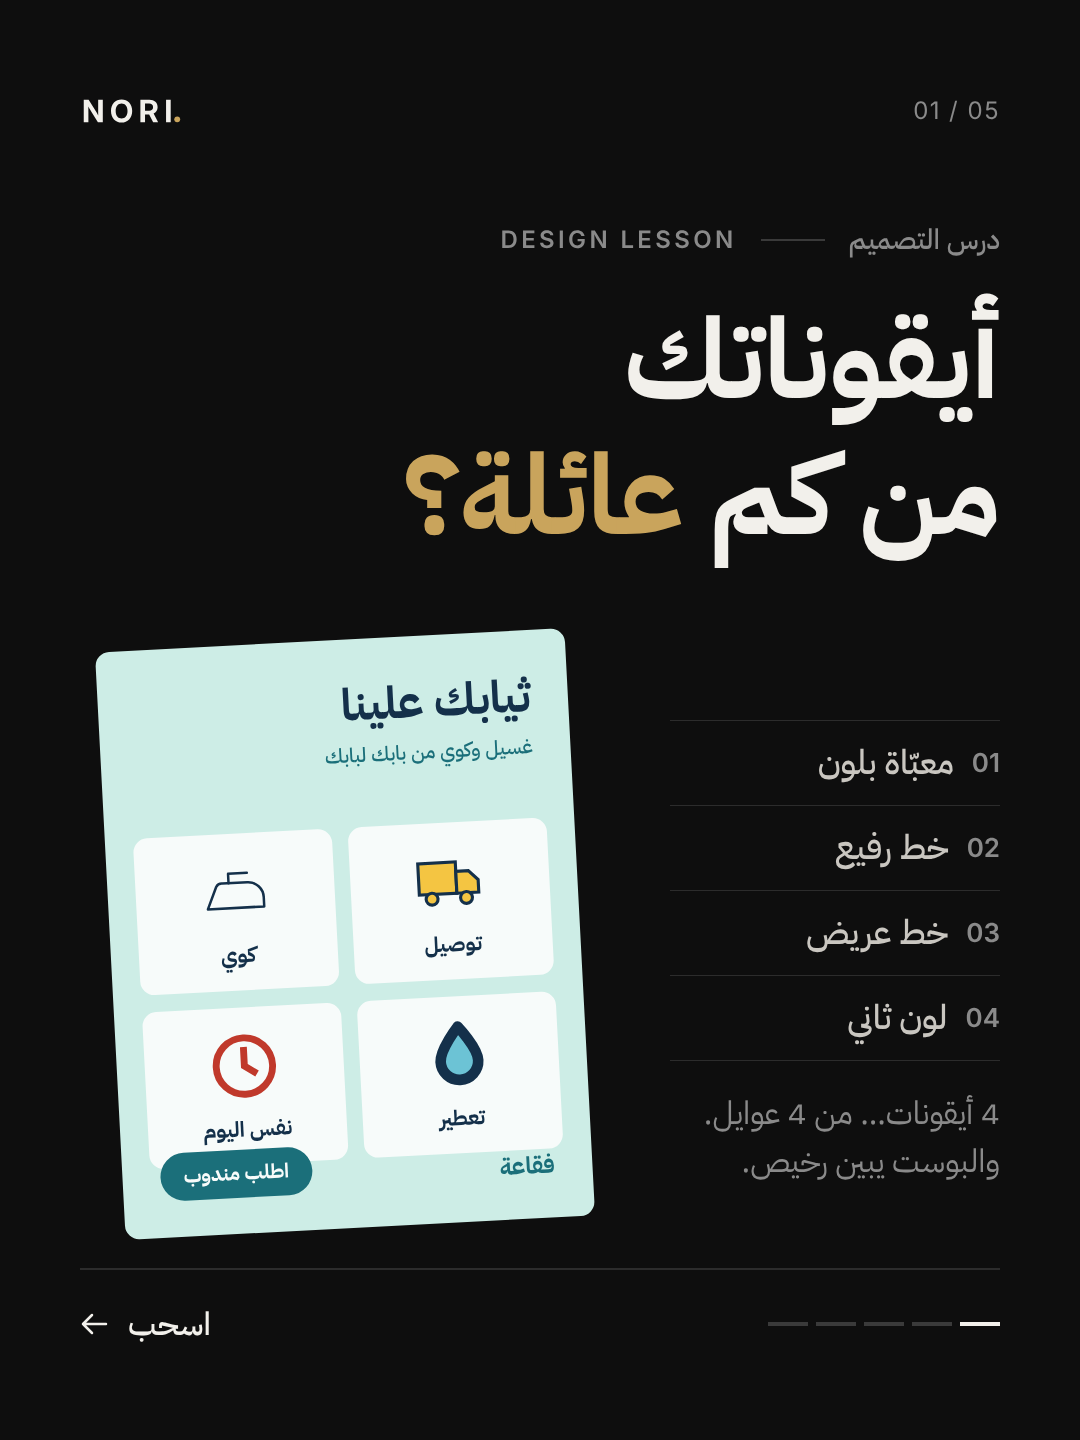 NORI.
01 / 05
درس التصميم — DESIGN LESSON
أيقوناتك
من كم عائلة؟
ثيابك علينا
غسيل وكوي من بابك لبابك
توصيل
كوي
تعطير
نفس اليوم
فقاعة
اطلب مندوب
01 معبّاة بلون
02 خط رفيع
03 خط عريض
04 لون ثاني
4 أيقونات... من 4 عوايل.
والبوست يبين رخيص.
اسحب ←